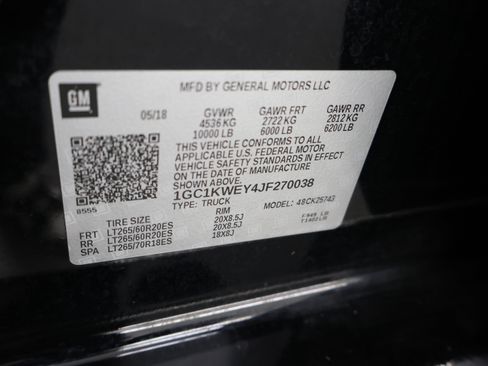 GM
MFD BY GENERAL MOTORS LLC
05/18 GVWR GAWR FRT GAWR RR
4536 KG 2722 KG 2812 KG
10000 LB 6000 LB 6200 LB
THIS VEHICLE CONFORMS TO ALL
APPLICABLE U.S. FEDERAL MOTOR
VEHICLE SAFETY STANDARDS IN EFFECT
ON THE DATE OF MANUFACTURE
SHOWN ABOVE.
1GC1KWEY4JF270038
8555 TYPE: TRUCK MODEL: 48CK25743
TIRE SIZE RIM
FRT LT265/60R20ES 20X8.5J
RR LT265/60R20ES 20X8.5J
SPA LT265/70R18ES 18X8J